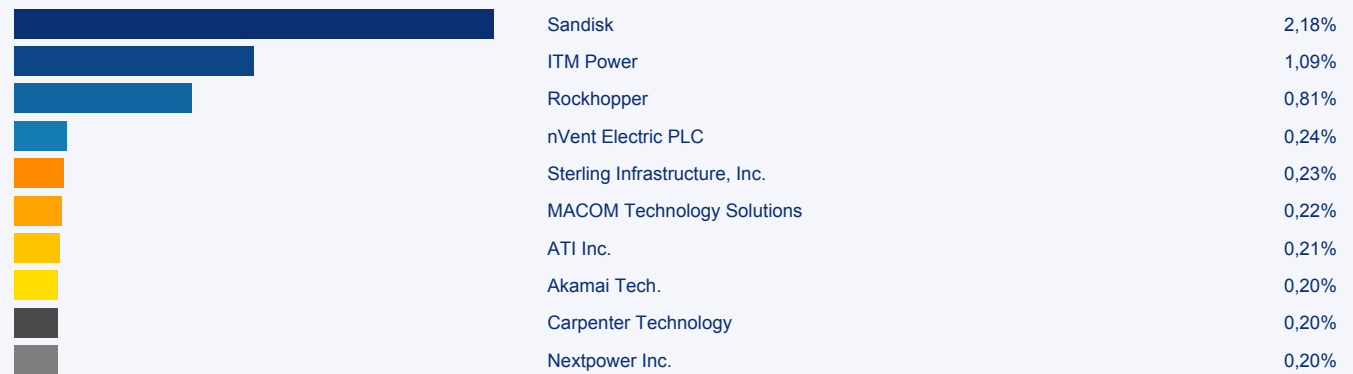 Sandisk 2,18%
ITM Power 1,09%
Rockhopper 0,81%
nVent Electric PLC 0,24%
Sterling Infrastructure, Inc. 0,23%
MACOM Technology Solutions 0,22%
ATI Inc. 0,21%
Akamai Tech. 0,20%
Carpenter Technology 0,20%
Nextpower Inc. 0,20%